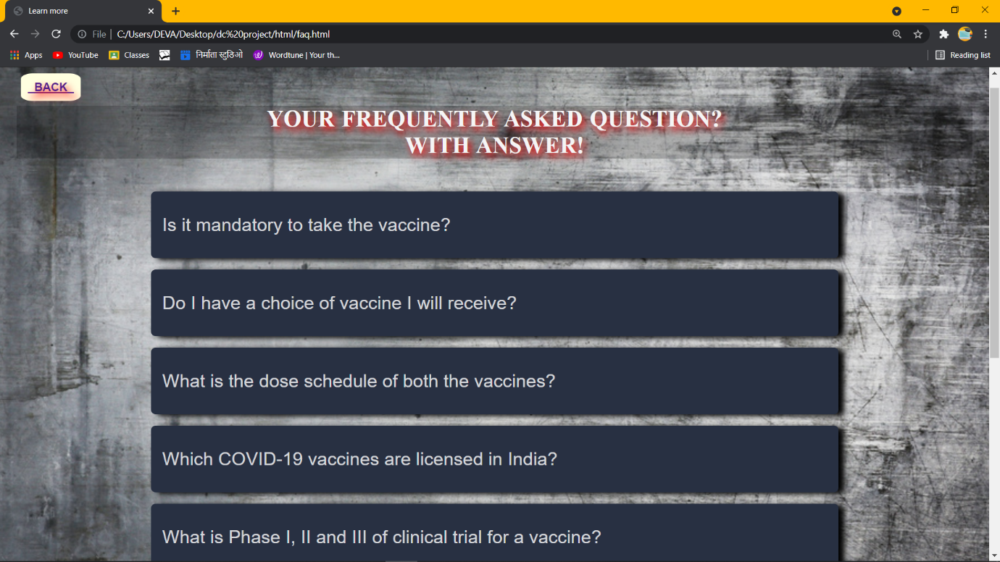 Learn more
File
C:/Users/DEVA/Desktop/dc%20project/html/faq.html
Apps
YouTube
Classes
निर्माता स्टुडिओ
Wordtune | Your th...
Reading list
BACK
YOUR FREQUENTLY ASKED QUESTION?
WITH ANSWER!
Is it mandatory to take the vaccine?
Do I have a choice of vaccine I will receive?
What is the dose schedule of both the vaccines?
Which COVID-19 vaccines are licensed in India?
What is Phase I, II and III of clinical trial for a vaccine?